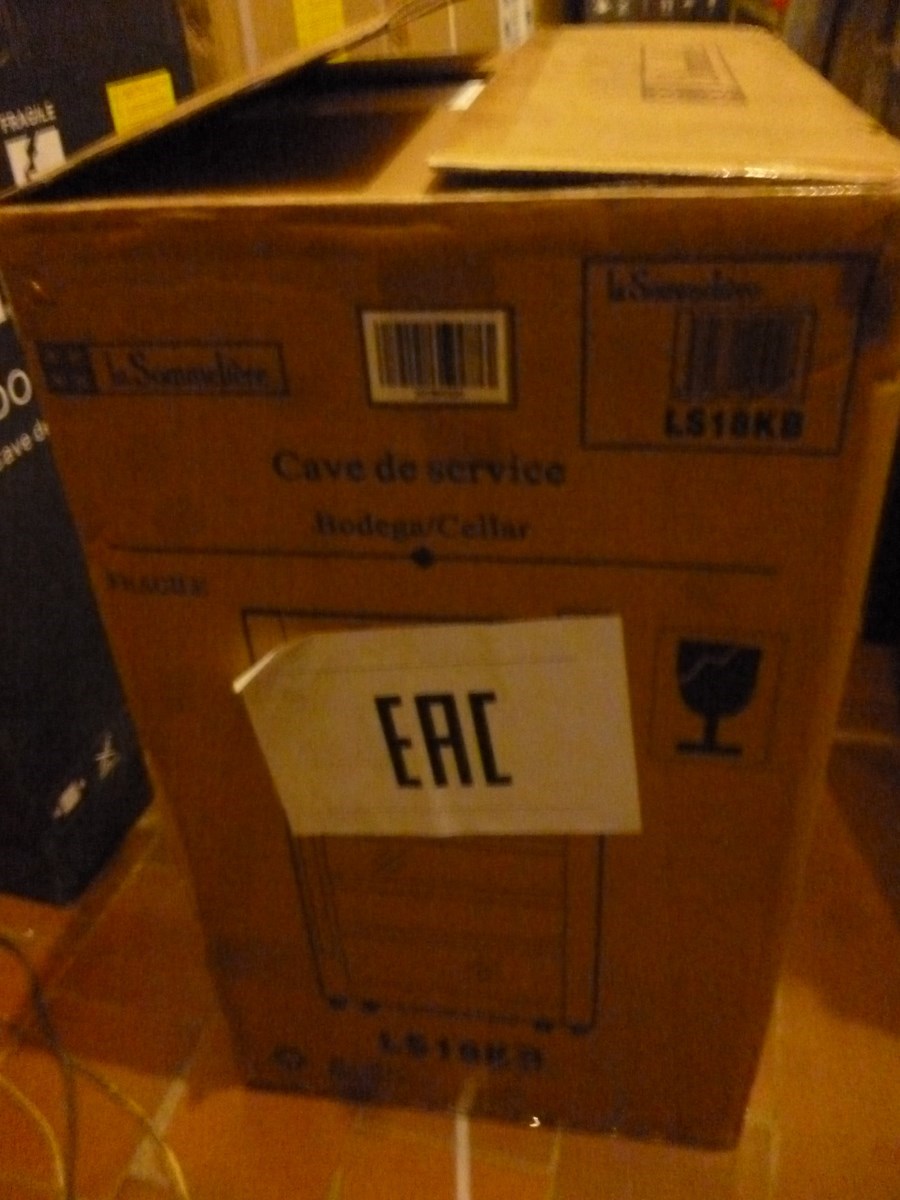 FRAGILE
la Sommelière
la Sommelière
LS18KB
Cave de service
Bodega/Cellar
FRAGILE
EAC
LS18KB